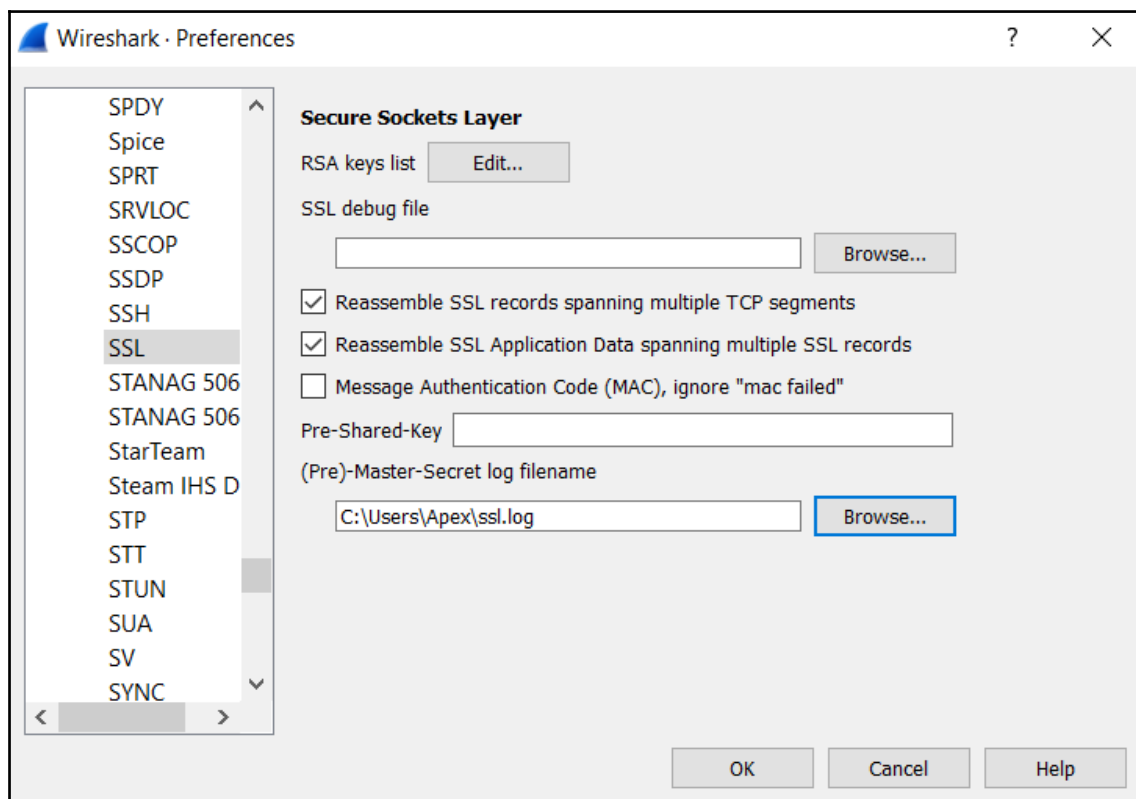 Wireshark · Preferences
?
SPDY
Spice
SPRT
SRVLOC
SSCOP
SSDP
SSH
SSL
STANAG 506
STANAG 506
StarTeam
Steam IHS D
STP
STT
STUN
SUA
SV
SYNC
Secure Sockets Layer
RSA keys list Edit...
SSL debug file
Browse...
Reassemble SSL records spanning multiple TCP segments
Reassemble SSL Application Data spanning multiple SSL records
Message Authentication Code (MAC), ignore "mac failed"
Pre-Shared-Key
(Pre)-Master-Secret log filename
C:\Users\Apex\ssl.log Browse...
OK Cancel Help